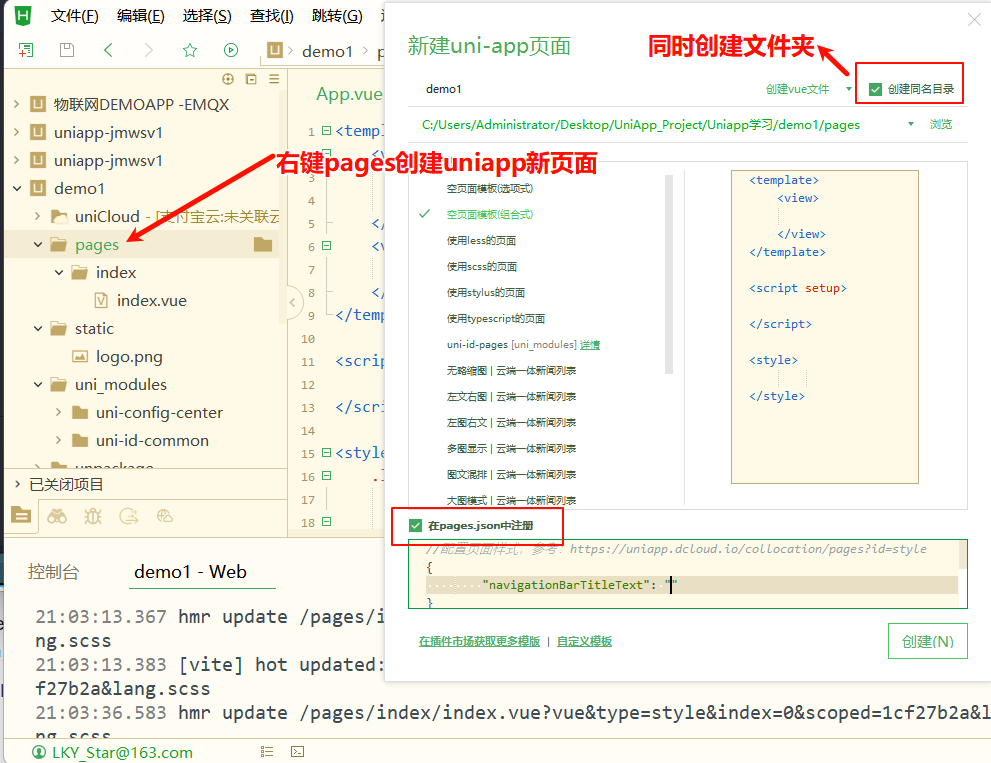 文件(F) 编辑(E) 选择(S) 查找(I) 跳转(G)
U demo1
物联网DEMOAPP -EMQX
uniapp-jmwsv1
uniapp-jmwsv1
demo1
uniCloud - [支付宝云:未关联云
pages
index
index.vue
static
logo.png
uni_modules
uni-config-center
uni-id-common
unpackage
已关闭项目
App.vue
1 <templ
3
4
5 </
6 <v
7
8 </
9 </temp
10
11 <scrip
12
13 </scri
14
15 <style
16
17
18
右键pages创建uniapp新页面
同时创建文件夹
新建uni-app页面
demo1
创建vue文件
创建同名目录
C:/Users/Administrator/Desktop/UniApp_Project/Uniapp学习/demo1/pages
浏览
空页面模板(选项式)
空页面模板(组合式)
使用less的页面
使用scss的页面
使用stylus的页面
使用typescript的页面
uni-id-pages [uni_modules] 详情
无略缩图 | 云端一体新闻列表
左文右图 | 云端一体新闻列表
左图右文 | 云端一体新闻列表
多图显示 | 云端一体新闻列表
图文混排 | 云端一体新闻列表
大图模式 | 云端一体新闻列表
<template>
<view>
</view>
</template>
<script setup>
</script>
<style>
</style>
在pages.json中注册
//配置页面样式，参考：https://uniapp.dcloud.io/collocation/pages?id=style
{
"navigationBarTitleText": ""
}
在插件市场获取更多模版 | 自定义模板
创建(N)
控制台
demo1 - Web
21:03:13.367 hmr update /pages/i
ng.scss
21:03:13.383 [vite] hot updated:
f27b2a&lang.scss
21:03:36.583 hmr update /pages/index/index.vue?vue&type=style&index=0&scoped=1cf27b2a&l
ng.scss
LKY_Star@163.com